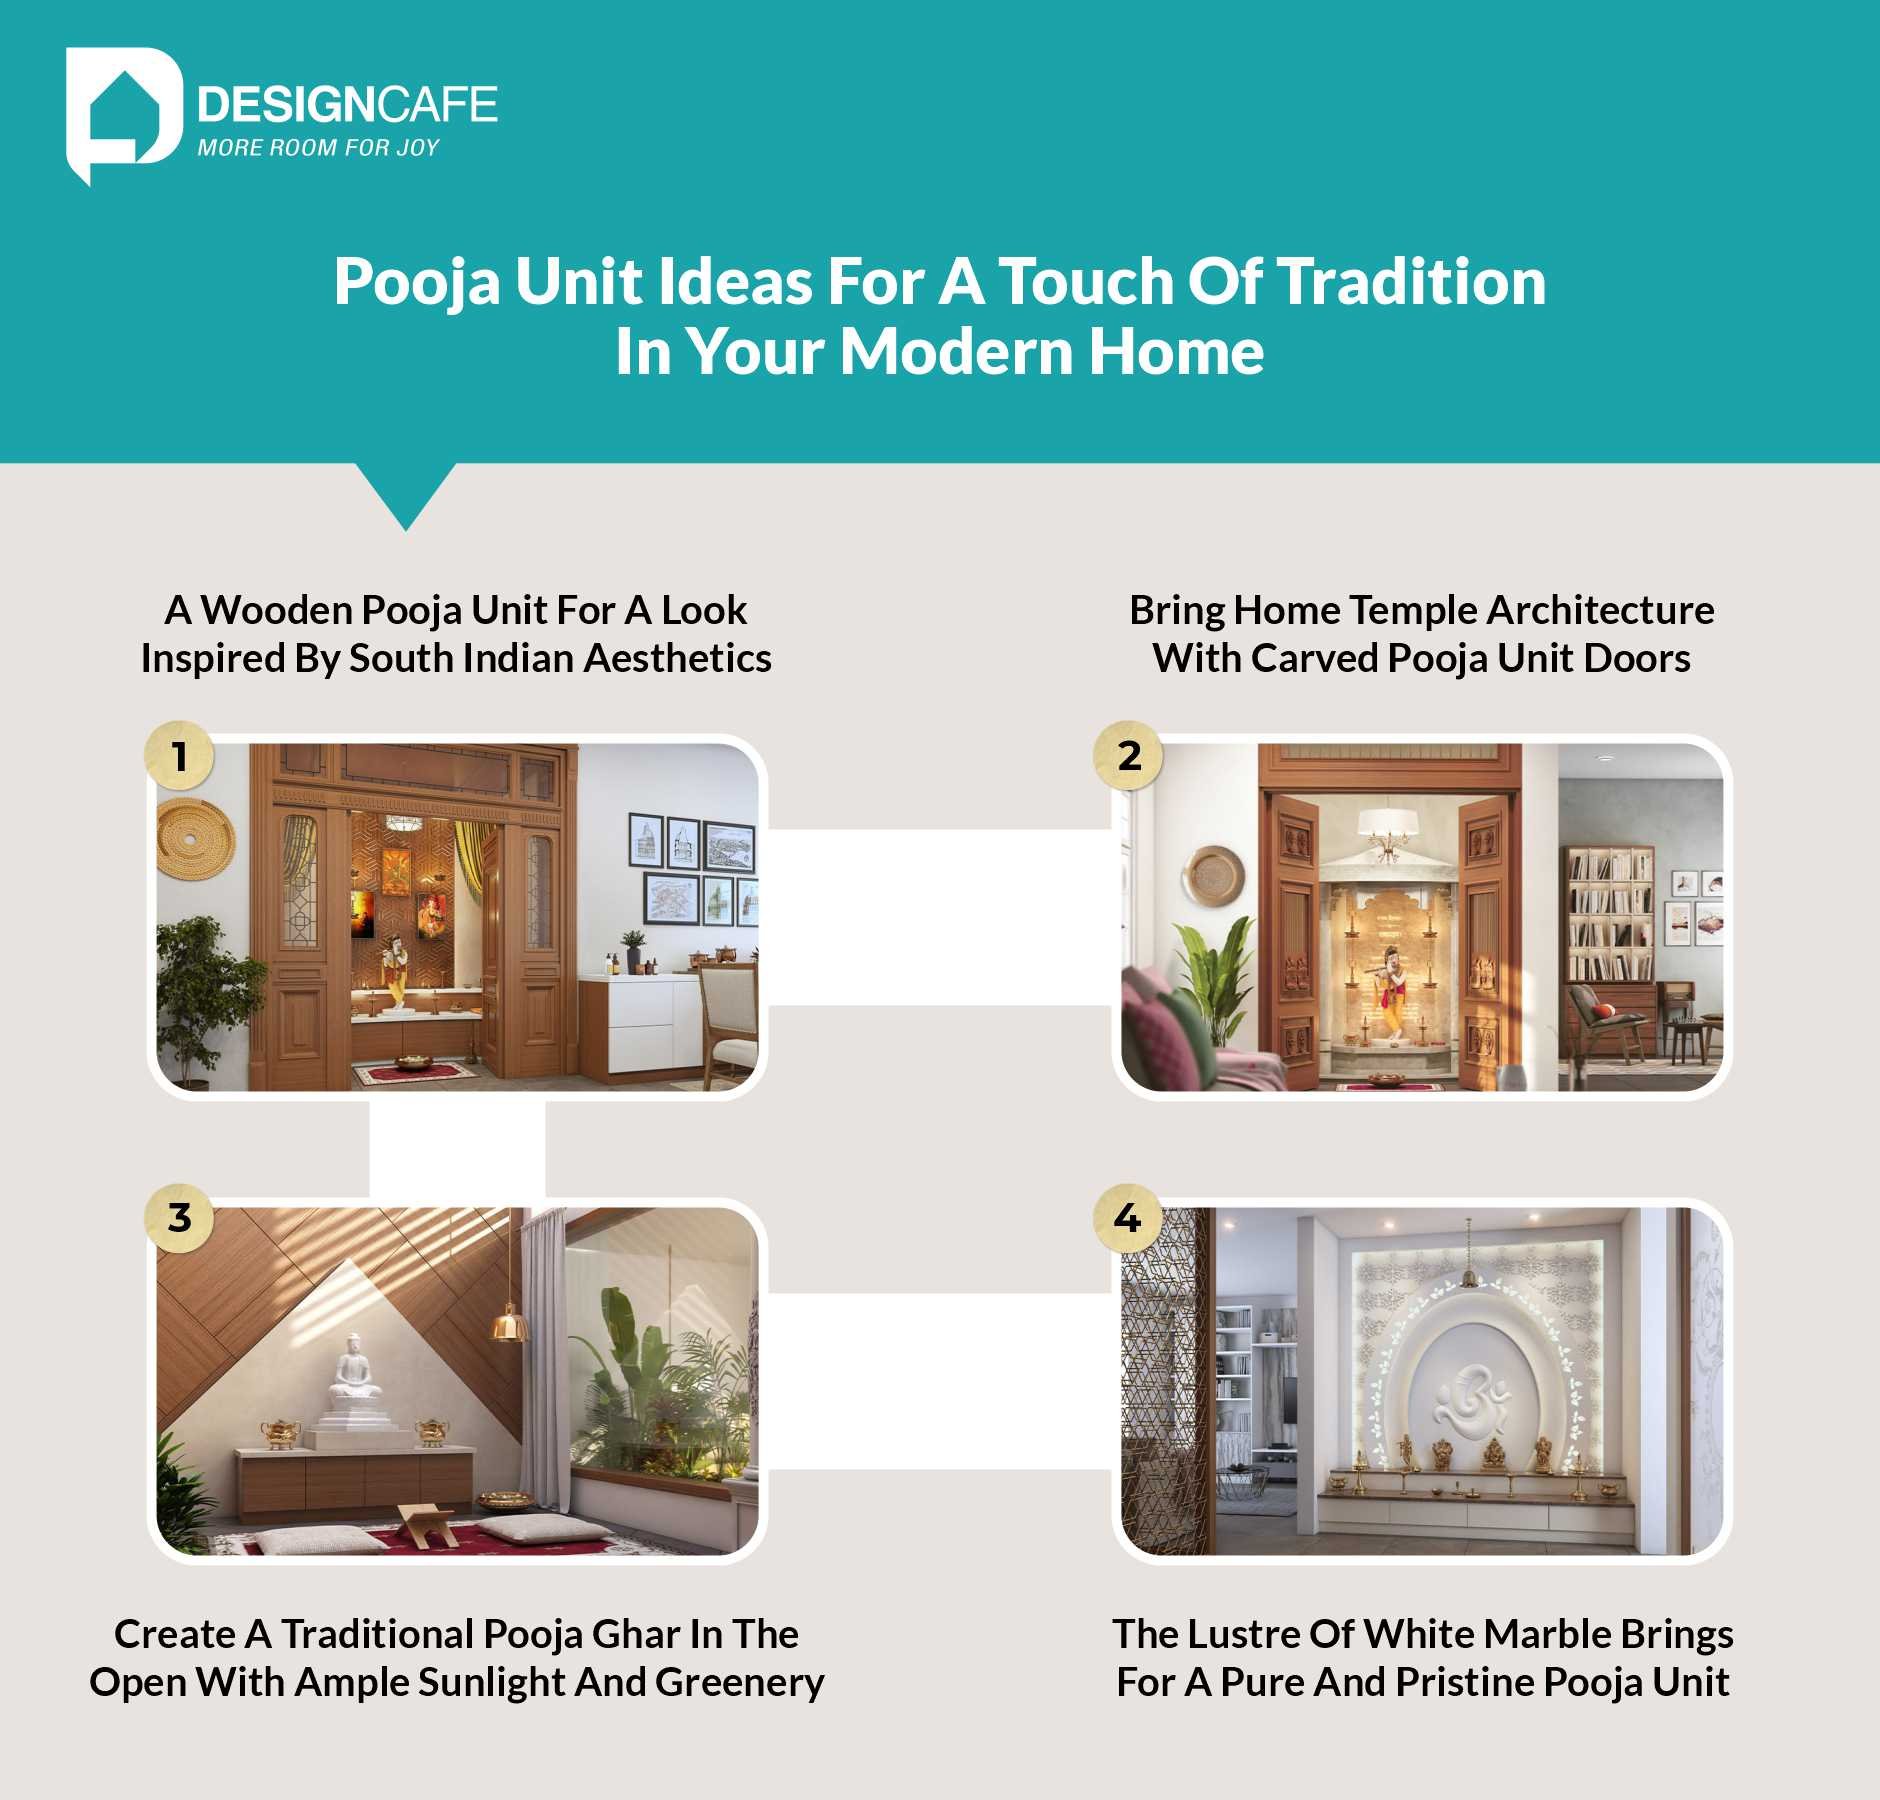 DESIGNCAFE
MORE ROOM FOR JOY
Pooja Unit Ideas For A Touch Of Tradition
In Your Modern Home
A Wooden Pooja Unit For A Look
Inspired By South Indian Aesthetics
Bring Home Temple Architecture
With Carved Pooja Unit Doors
1
2
3
4
Create A Traditional Pooja Ghar In The
Open With Ample Sunlight And Greenery
The Lustre Of White Marble Brings
For A Pure And Pristine Pooja Unit